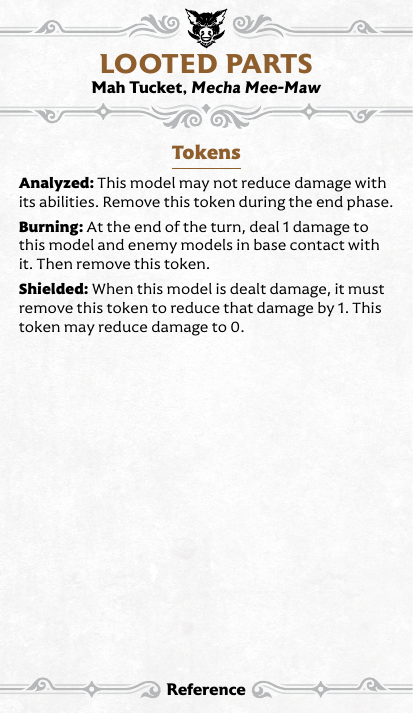 LOOTED PARTS
Mah Tucket, Mecha Mee-Maw
Tokens
Analyzed: This model may not reduce damage with
its abilities. Remove this token during the end phase.
Burning: At the end of the turn, deal 1 damage to
this model and enemy models in base contact with
it. Then remove this token.
Shielded: When this model is dealt damage, it must
remove this token to reduce that damage by 1. This
token may reduce damage to 0.
Reference